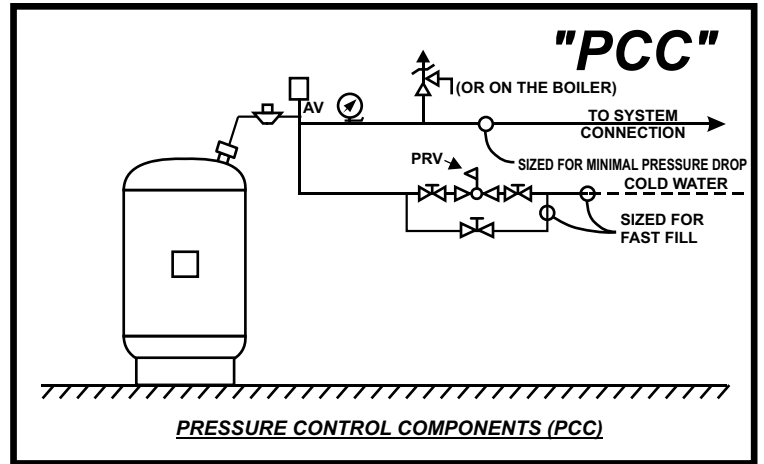 "PCC"
(OR ON THE BOILER)
AV
TO SYSTEM
CONNECTION
SIZED FOR MINIMAL PRESSURE DROP
PRV
COLD WATER
SIZED FOR
FAST FILL
PRESSURE CONTROL COMPONENTS (PCC)